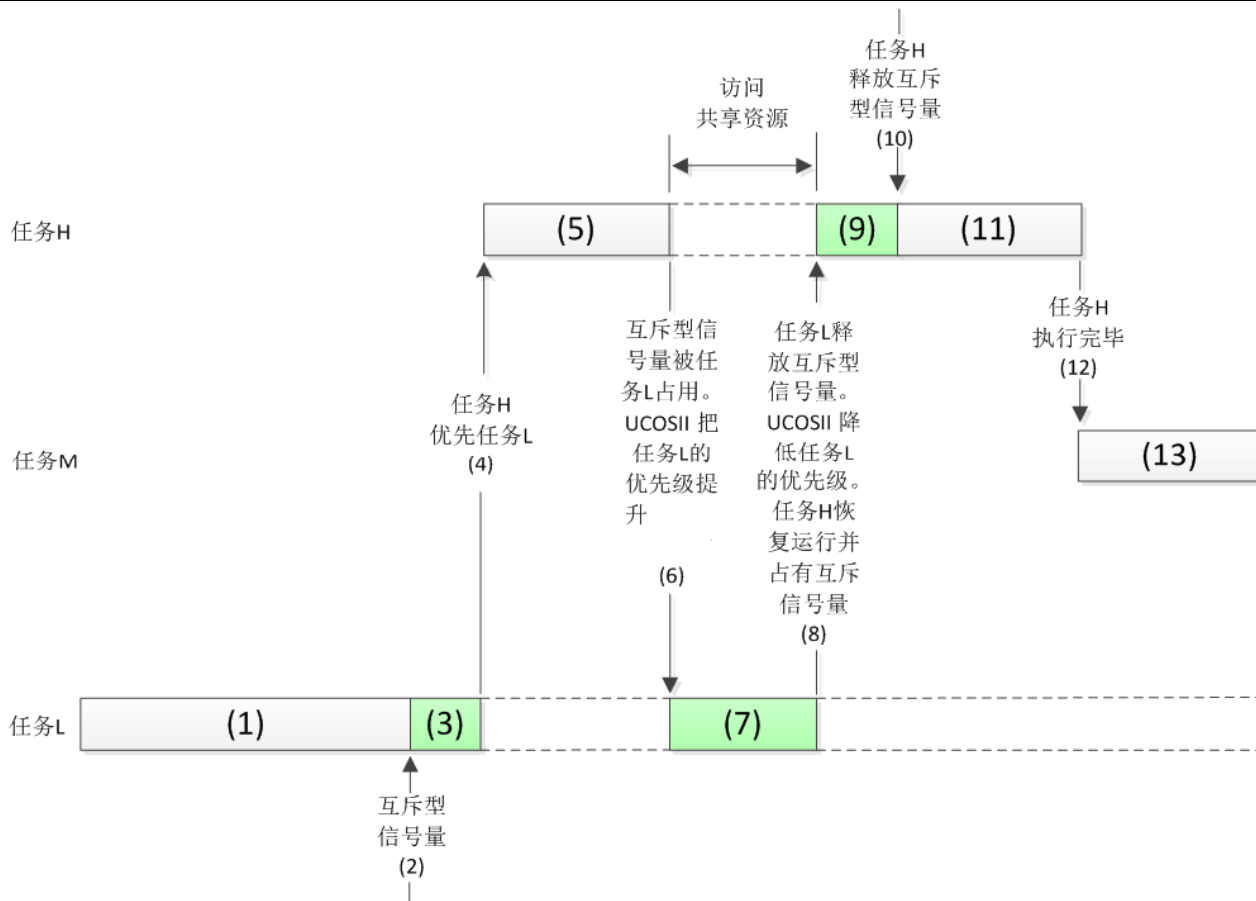 任务H
释放互斥
型信号量
(10)
访问
共享资源
任务H
(5)
(9)
(11)
任务H
执行完毕
(12)
互斥型信
号量被任
务L占用。
UCOSII 把
任务L的
优先级提
升
(6)
任务L释
放互斥型
信号量。
UCOSII 降
低任务L
的优先级。
任务H恢
复运行并
占有互斥
信号量
(8)
任务H
优先任务L
(4)
任务M
(13)
任务L
(1)
(3)
(7)
互斥型
信号量
(2)